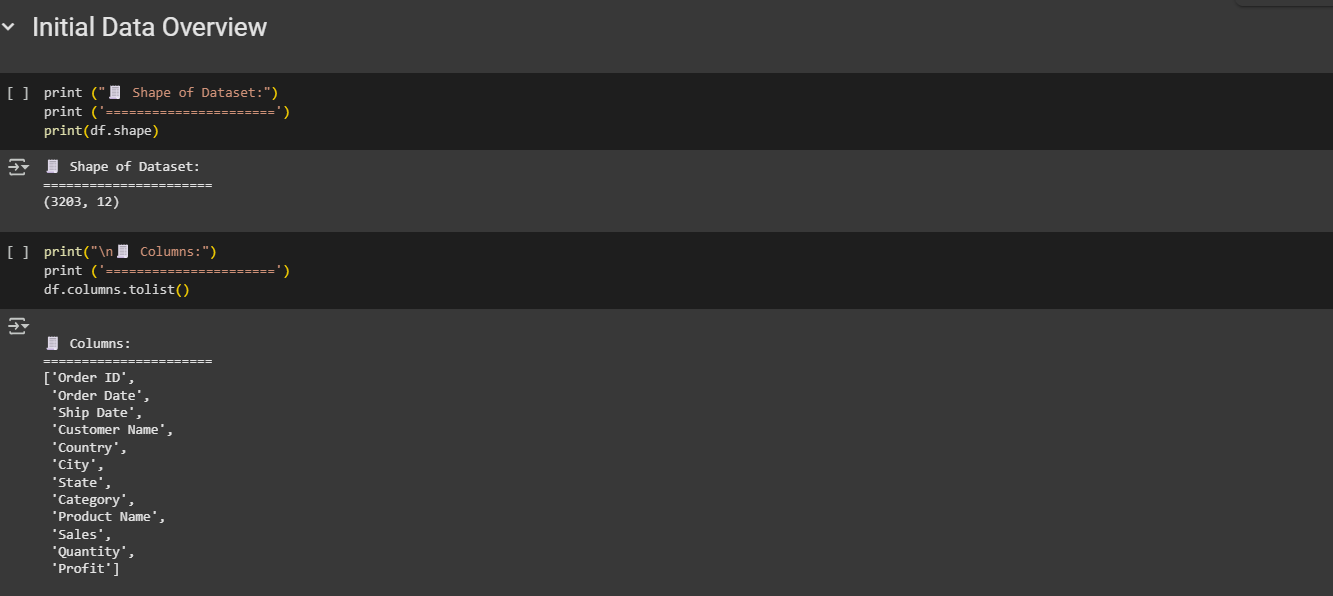 Initial Data Overview
[ ] print ("🧾 Shape of Dataset:")
print ('======================')
print(df.shape)
🧾 Shape of Dataset:
======================
(3203, 12)
[ ] print("\n🧾 Columns:")
print ('======================')
df.columns.tolist()
🧾 Columns:
======================
['Order ID',
'Order Date',
'Ship Date',
'Customer Name',
'Country',
'City',
'State',
'Category',
'Product Name',
'Sales',
'Quantity',
'Profit']